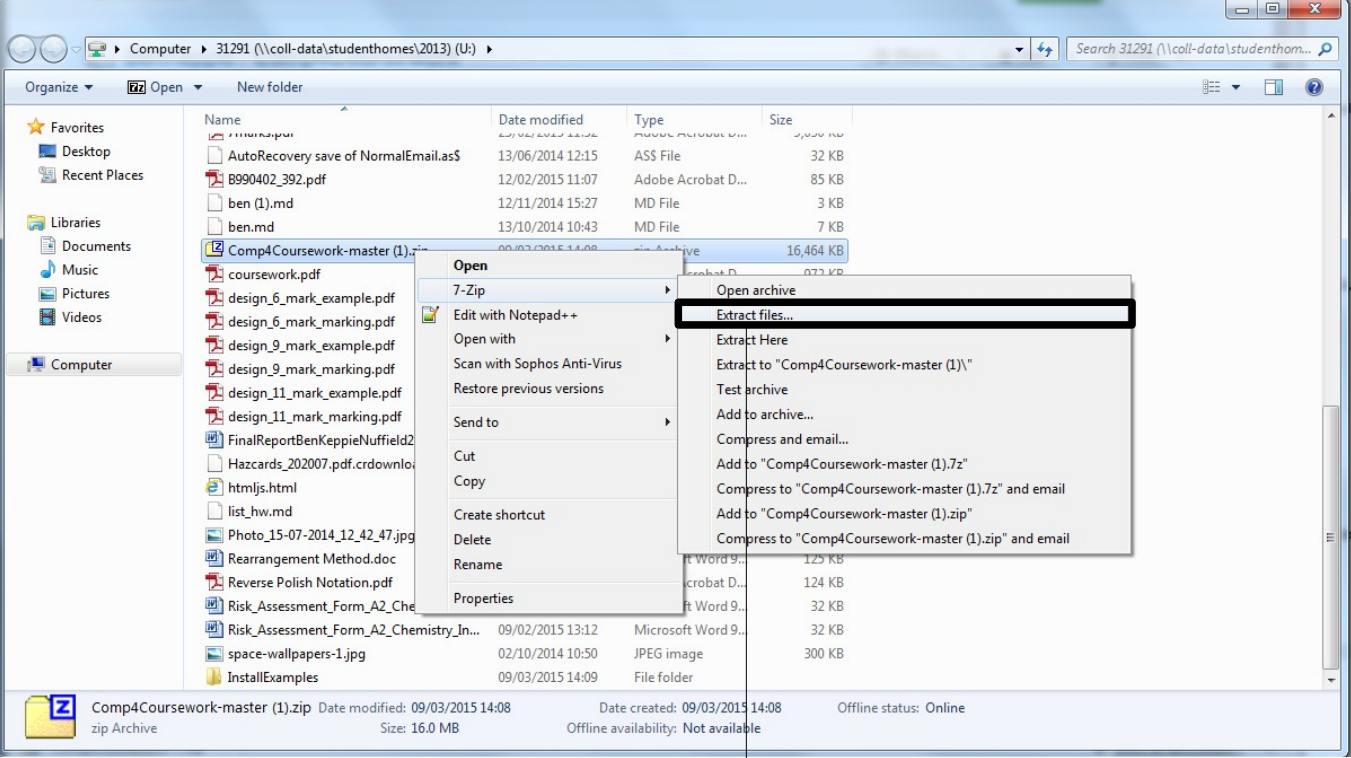 Computer ▸ 31291 (\\coll-data\studenthomes\2013) (U:) ▸
Search 31291 (\\coll-data\studenthom...
Organize Open New folder
Favorites
Desktop
Recent Places
Libraries
Documents
Music
Pictures
Videos
Computer
Name Date modified Type Size
AutoRecovery save of NormalEmail.as$ 13/06/2014 12:15 AS$ File 32 KB
B990402_392.pdf 12/02/2015 11:07 Adobe Acrobat D... 85 KB
ben (1).md 12/11/2014 15:27 MD File 3 KB
ben.md 13/10/2014 10:43 MD File 7 KB
Comp4Coursework-master (1).zip 09/03/2015 14:08 zip Archive 16,464 KB
coursework.pdf
design_6_mark_example.pdf
design_6_mark_marking.pdf
design_9_mark_example.pdf
design_9_mark_marking.pdf
design_11_mark_example.pdf
design_11_mark_marking.pdf
FinalReportBenKeppieNuffield2
Hazcards_202007.pdf.crdownloa
htmljs.html
list_hw.md
Photo_15-07-2014_12_42_47.jpg
Rearrangement Method.doc 125 KB
Reverse Polish Notation.pdf crobat D... 124 KB
Risk_Assessment_Form_A2_Che ft Word 9... 32 KB
Risk_Assessment_Form_A2_Chemistry_In... 09/02/2015 13:12 Microsoft Word 9... 32 KB
space-wallpapers-1.jpg 02/10/2014 10:50 JPEG image 300 KB
InstallExamples 09/03/2015 14:09 File folder
Open
7-Zip
Edit with Notepad++
Open with
Scan with Sophos Anti-Virus
Restore previous versions
Send to
Cut
Copy
Create shortcut
Delete
Rename
Properties
Open archive
Extract files...
Extract Here
Extract to "Comp4Coursework-master (1)\"
Test archive
Add to archive...
Compress and email...
Add to "Comp4Coursework-master (1).7z"
Compress to "Comp4Coursework-master (1).7z" and email
Add to "Comp4Coursework-master (1).zip"
Compress to "Comp4Coursework-master (1).zip" and email
Comp4Coursework-master (1).zip Date modified: 09/03/2015 14:08 Date created: 09/03/2015 14:08 Offline status: Online
zip Archive Size: 16.0 MB Offline availability: Not available